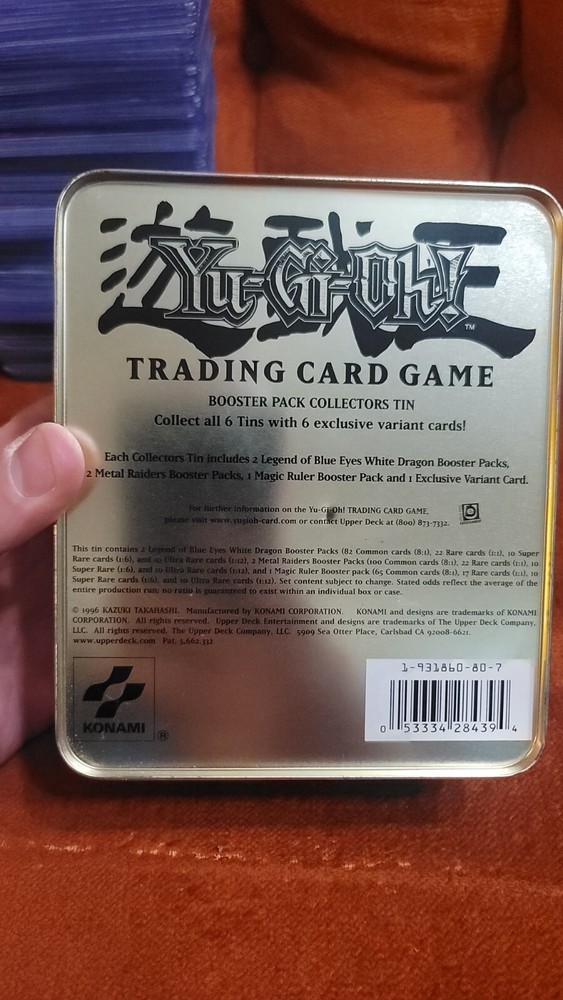 遊戯王
Yu-Gi-Oh!
TM
TRADING CARD GAME
BOOSTER PACK COLLECTORS TIN
Collect all 6 Tins with 6 exclusive variant cards!
Each Collectors Tin includes 2 Legend of Blue Eyes White Dragon Booster Packs,
2 Metal Raiders Booster Packs, 1 Magic Ruler Booster Pack and 1 Exclusive Variant Card.
For further information on the Yu-Gi-Oh! TRADING CARD GAME,
please visit www.yugioh-card.com or contact Upper Deck at (800) 873-7332.
This tin contains 2 Legend of Blue Eyes White Dragon Booster Packs (82 Common cards (8:1), 22 Rare cards (1:1), 10 Super
Rare cards (1:6), and 10 Ultra Rare cards (1:12), 2 Metal Raiders Booster Packs (100 Common cards (8:1), 22 Rare cards (1:1), 10
Super Rare cards (1:6), and 10 Ultra Rare cards (1:12), and 1 Magic Ruler Booster pack (65 Common cards (8:1), 17 Rare cards (1:1), 10
Super Rare cards (1:6), and 10 Ultra Rare cards (1:12). Set content subject to change. Stated odds reflect the average of the
entire production run; no ratio is guaranteed to exist within an individual box or case.
© 1996 KAZUKI TAKAHASHI. Manufactured by KONAMI CORPORATION. KONAMI and designs are trademarks of KONAMI
CORPORATION. All rights reserved. Upper Deck Entertainment and designs are trademarks of The Upper Deck Company,
LLC. All rights reserved. The Upper Deck Company, LLC. 5909 Sea Otter Place, Carlsbad CA 92008-6621.
www.upperdeck.com Pat. 5,662,332
KONAMI ®
1-931860-80-7
0 53334 28439 4